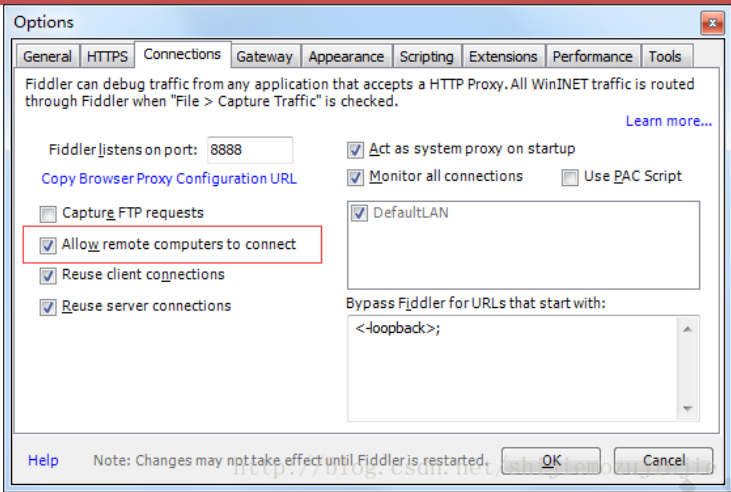 Options
General HTTPS Connections Gateway Appearance Scripting Extensions Performance Tools
Fiddler can debug traffic from any application that accepts a HTTP Proxy. All WinINET traffic is routed
through Fiddler when "File > Capture Traffic" is checked.
Learn more...
Fiddler listens on port: 8888
Copy Browser Proxy Configuration URL
Capture FTP requests
Allow remote computers to connect
Reuse client connections
Reuse server connections
Act as system proxy on startup
Monitor all connections Use PAC Script
DefaultLAN
Bypass Fiddler for URLs that start with:
<-loopback>;
Help Note: Changes may not take effect until Fiddler is restarted. OK Cancel